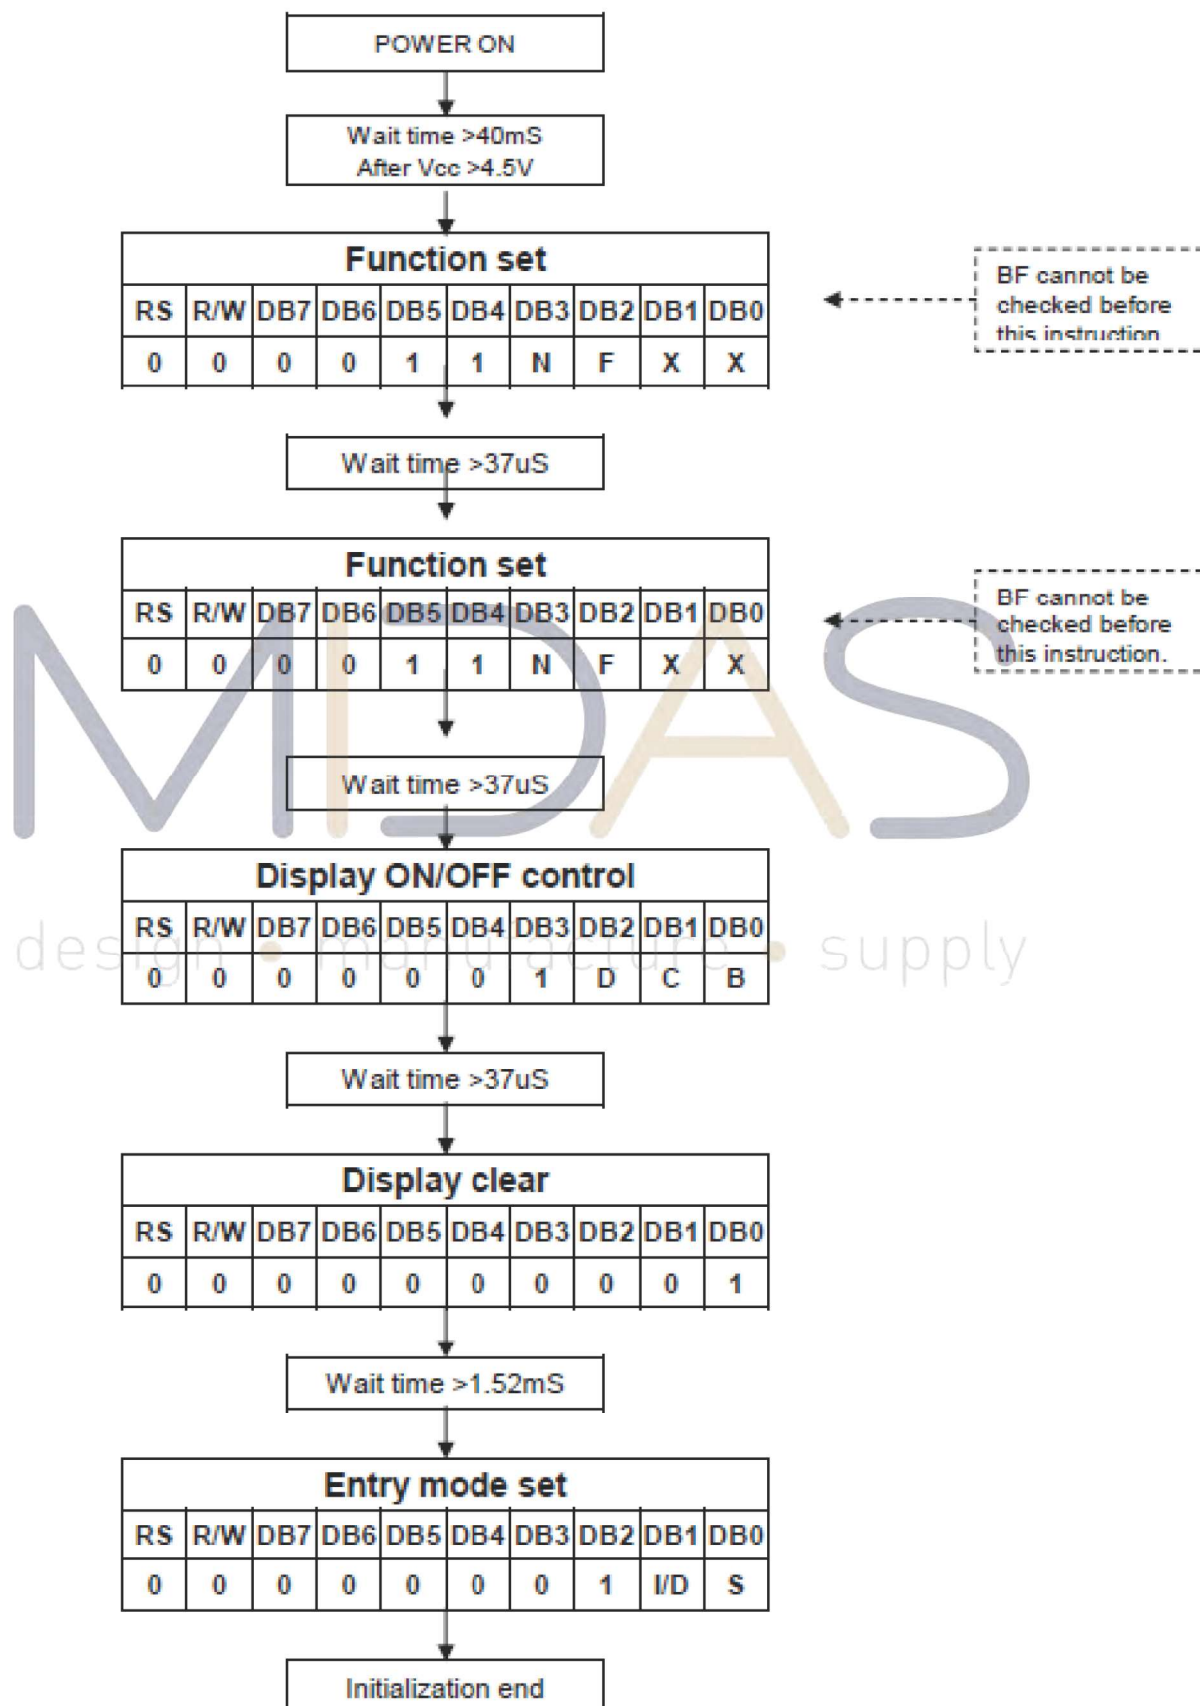 POWER ON
Wait time >40mS
After Vcc >4.5V
Function set
RS R/W DB7 DB6 DB5 DB4 DB3 DB2 DB1 DB0
0 0 0 0 1 1 N F X X
BF cannot be
checked before
this instruction
Wait time >37uS
Function set
RS R/W DB7 DB6 DB5 DB4 DB3 DB2 DB1 DB0
0 0 0 0 1 1 N F X X
BF cannot be
checked before
this instruction.
MIDAS
Wait time >37uS
Display ON/OFF control
RS R/W DB7 DB6 DB5 DB4 DB3 DB2 DB1 DB0
design • manufacture • supply
0 0 0 0 0 0 1 D C B
Wait time >37uS
Display clear
RS R/W DB7 DB6 DB5 DB4 DB3 DB2 DB1 DB0
0 0 0 0 0 0 0 0 0 1
Wait time >1.52mS
Entry mode set
RS R/W DB7 DB6 DB5 DB4 DB3 DB2 DB1 DB0
0 0 0 0 0 0 0 1 I/D S
Initialization end